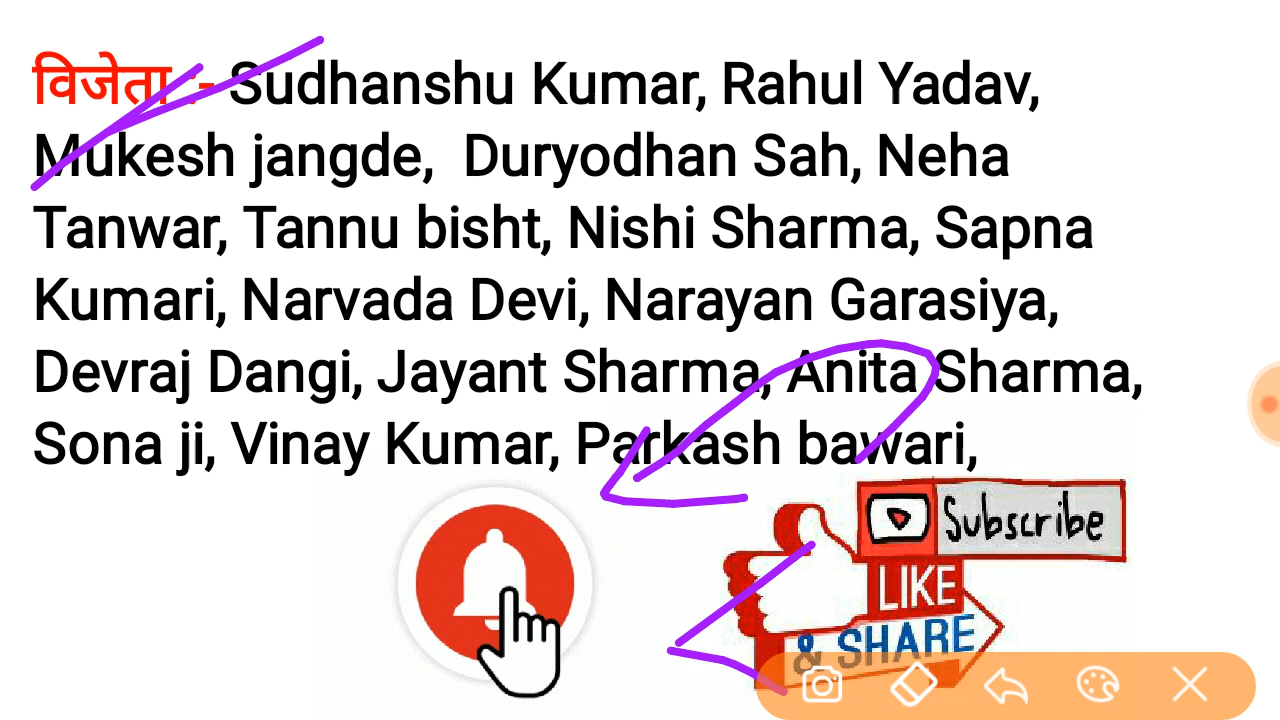 विजेता :- Sudhanshu Kumar, Rahul Yadav,
Mukesh jangde, Duryodhan Sah, Neha
Tanwar, Tannu bisht, Nishi Sharma, Sapna
Kumari, Narvada Devi, Narayan Garasiya,
Devraj Dangi, Jayant Sharma, Anita Sharma,
Sona ji, Vinay Kumar, Parkash bawari,
Subscribe
LIKE
& SHARE